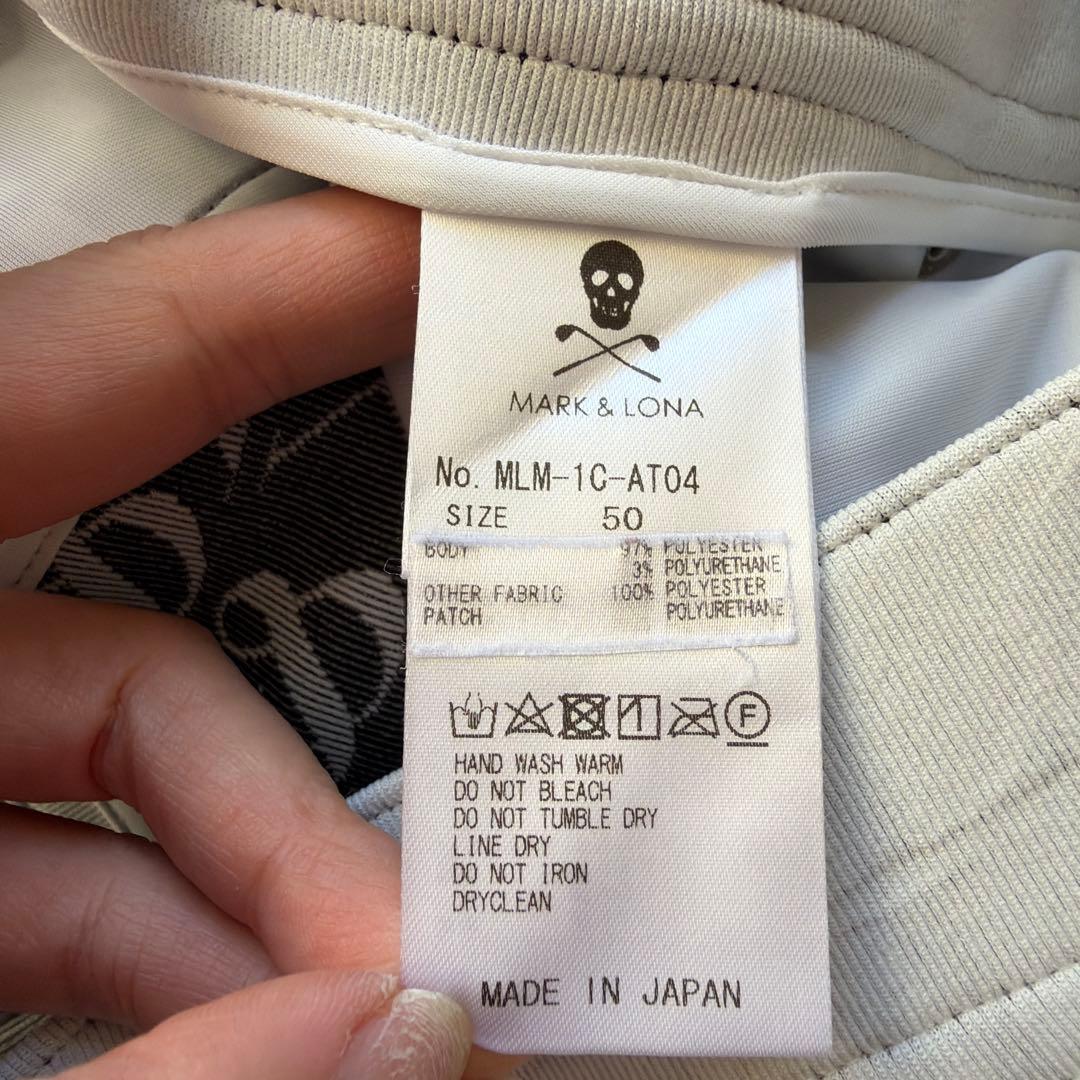 MARK & LONA
No. MLM-1C-AT04
SIZE 50
BODY 97% POLYESTER
3% POLYURETHANE
OTHER FABRIC 100% POLYESTER
PATCH POLYURETHANE
F
HAND WASH WARM
DO NOT BLEACH
DO NOT TUMBLE DRY
LINE DRY
DO NOT IRON
DRYCLEAN
MADE IN JAPAN